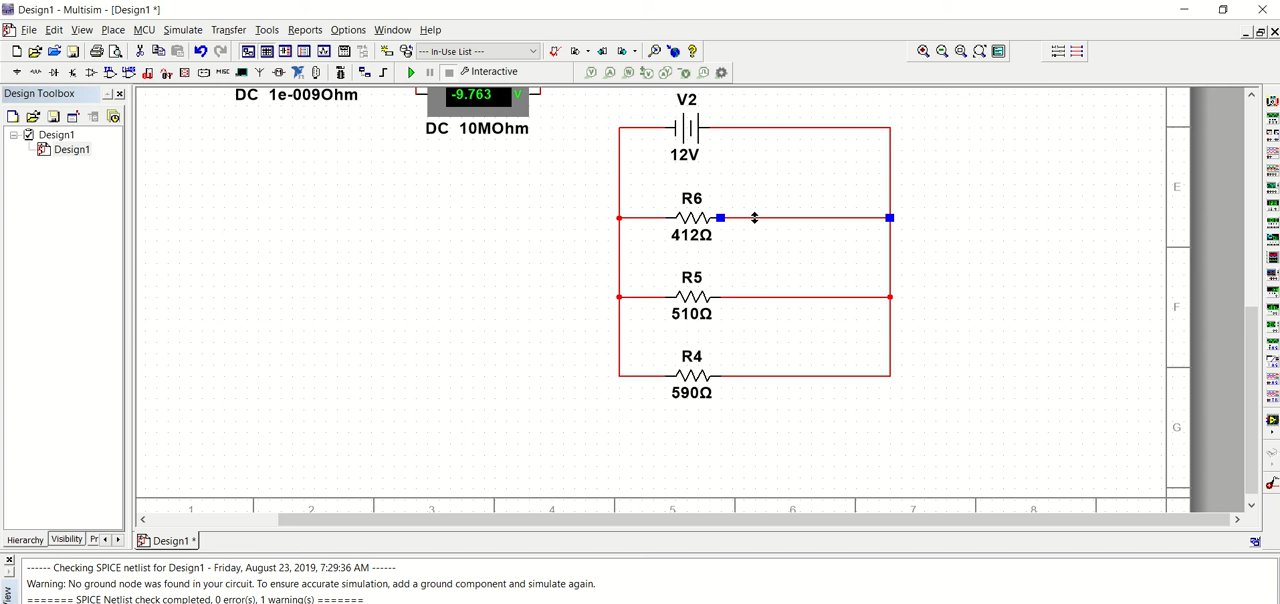 Design1 - Multisim - [Design1 *]
File Edit View Place MCU Simulate Transfer Tools Reports Options Window Help
--- In-Use List ---
Interactive
Design Toolbox
Design1
Design1
DC 1e-009Ohm
-9.763 V
DC 10MOhm
V2
12V
R6
412Ω
R5
510Ω
R4
590Ω
E
F
G
1 2 3 4 5 6 7 8
Hierarchy Visibility Pr
Design1 *
------ Checking SPICE netlist for Design1 - Friday, August 23, 2019, 7:29:36 AM ------
Warning: No ground node was found in your circuit. To ensure accurate simulation, add a ground component and simulate again.
======= SPICE Netlist check completed, 0 error(s), 1 warning(s) =======